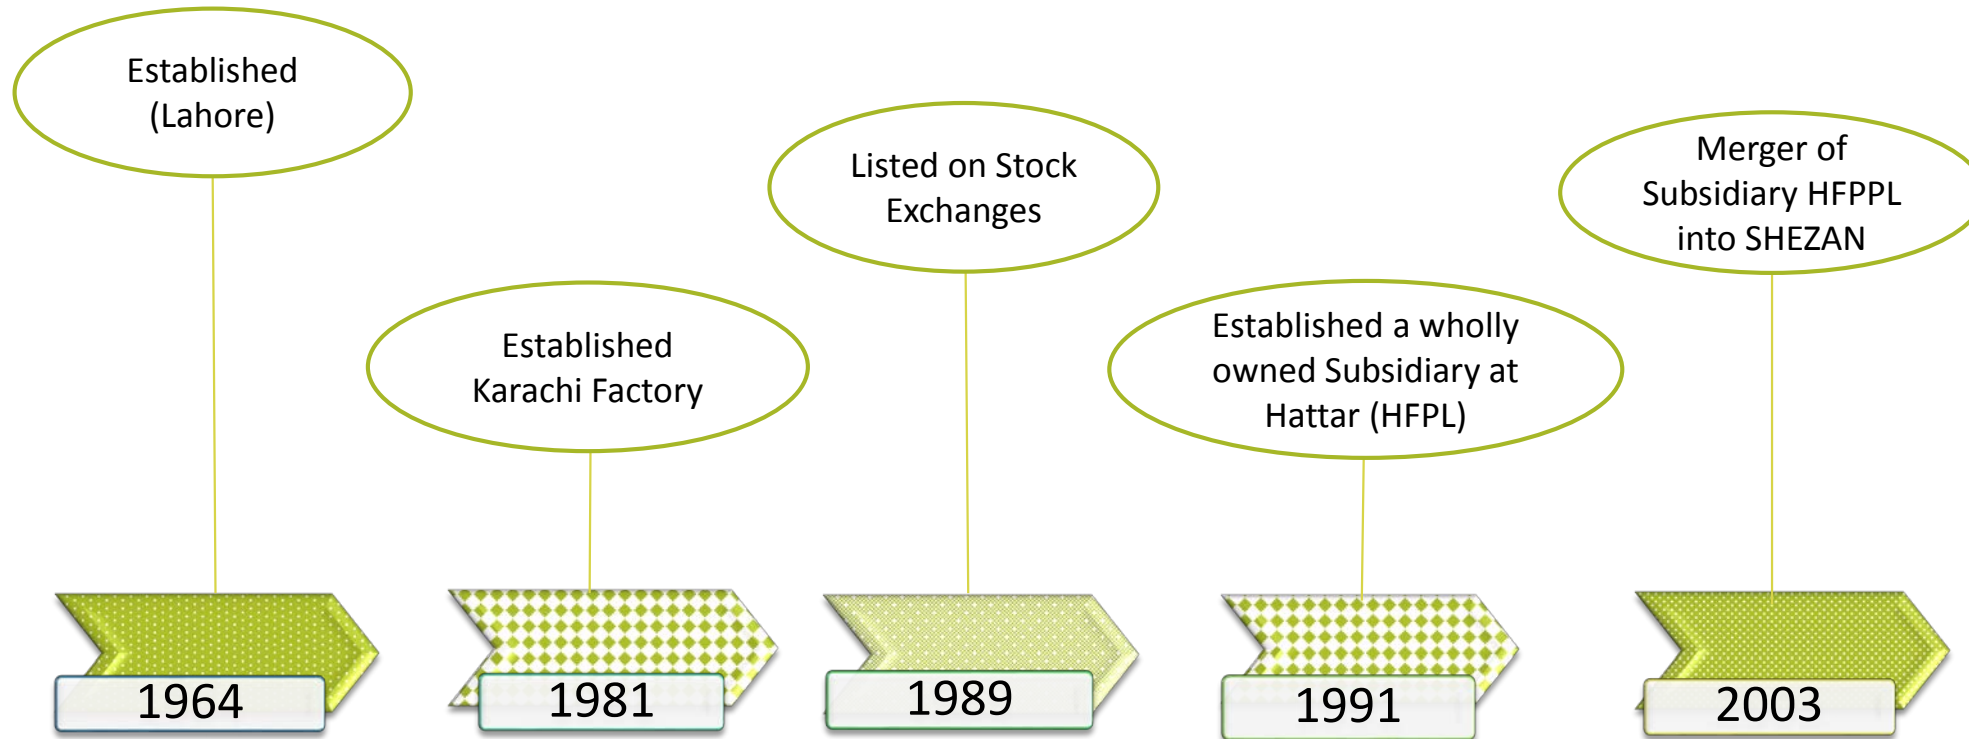 Established
(Lahore)
1964
Established
Karachi Factory
1981
Listed on Stock
Exchanges
1989
Established a wholly
owned Subsidiary at
Hattar (HFPL)
1991
Merger of
Subsidiary HFPPL
into SHEZAN
2003